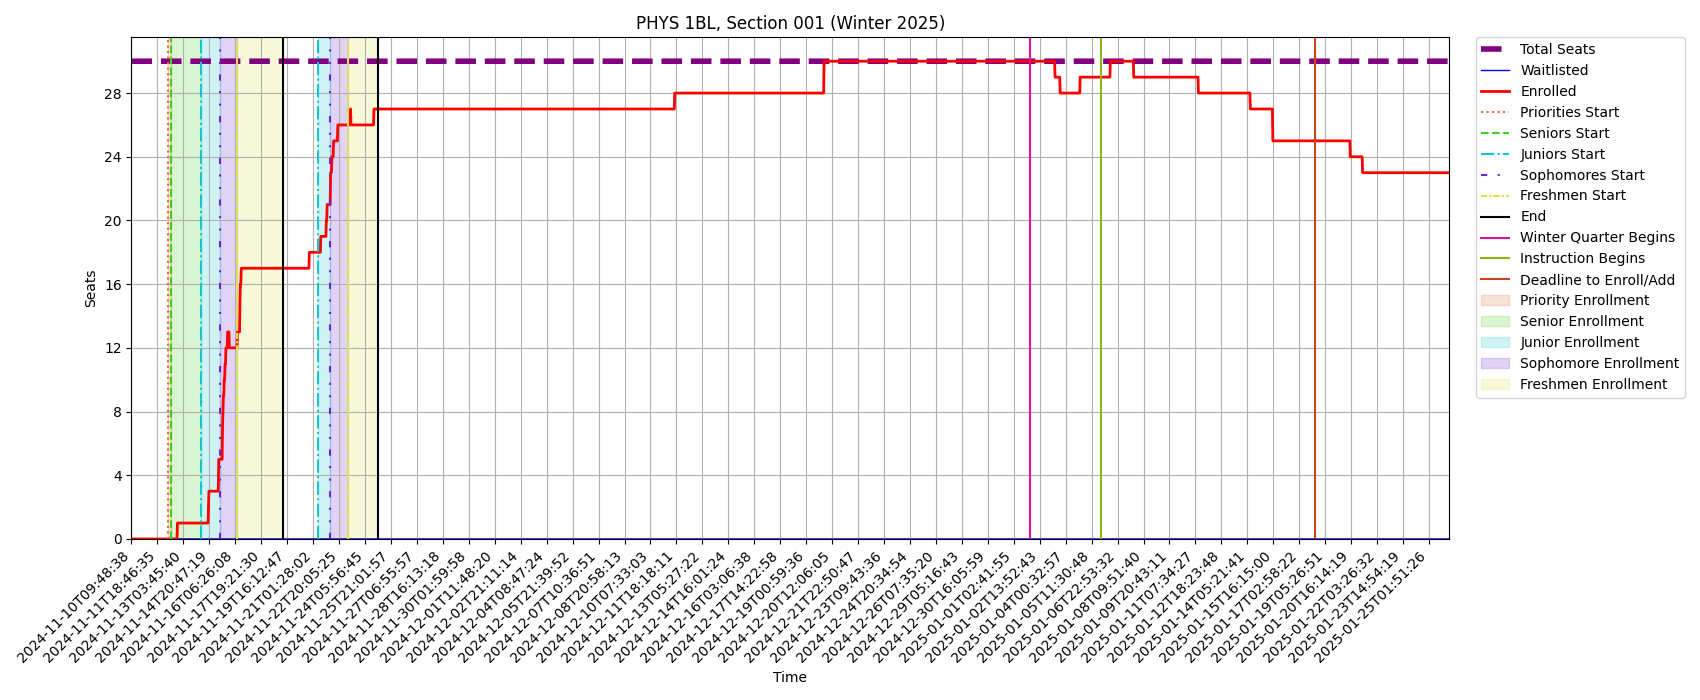 PHYS 1BL, Section 001 (Winter 2025)
Seats
28
24
20
16
12
8
4
0
2024-11-10T09:48:38
2024-11-11T18:46:35
2024-11-13T03:45:40
2024-11-14T20:47:19
2024-11-16T06:26:08
2024-11-17T19:21:30
2024-11-19T16:12:47
2024-11-21T01:28:02
2024-11-22T20:05:25
2024-11-24T05:56:45
2024-11-25T21:01:57
2024-11-27T06:55:57
2024-11-28T16:13:18
2024-11-30T01:59:58
2024-12-01T11:48:20
2024-12-02T21:11:14
2024-12-04T08:47:24
2024-12-05T21:39:52
2024-12-07T10:36:51
2024-12-08T20:58:13
2024-12-10T07:33:03
2024-12-11T18:18:11
2024-12-13T05:27:22
2024-12-14T16:01:24
2024-12-16T03:06:38
2024-12-17T14:22:58
2024-12-19T00:59:36
2024-12-20T12:06:05
2024-12-21T22:50:47
2024-12-23T09:43:36
2024-12-24T20:34:54
2024-12-26T07:35:20
2024-12-29T05:16:43
2024-12-30T16:05:59
2025-01-01T02:41:55
2025-01-02T13:52:43
2025-01-04T00:32:57
2025-01-05T11:30:48
2025-01-06T22:53:32
2025-01-08T09:51:40
2025-01-09T20:43:11
2025-01-11T07:34:27
2025-01-12T18:23:48
2025-01-14T05:21:41
2025-01-15T16:15:00
2025-01-17T02:58:22
2025-01-19T05:26:51
2025-01-20T16:14:19
2025-01-22T03:26:32
2025-01-23T14:54:19
2025-01-25T01:51:26
Time
Total Seats
Waitlisted
Enrolled
Priorities Start
Seniors Start
Juniors Start
Sophomores Start
Freshmen Start
End
Winter Quarter Begins
Instruction Begins
Deadline to Enroll/Add
Priority Enrollment
Senior Enrollment
Junior Enrollment
Sophomore Enrollment
Freshmen Enrollment